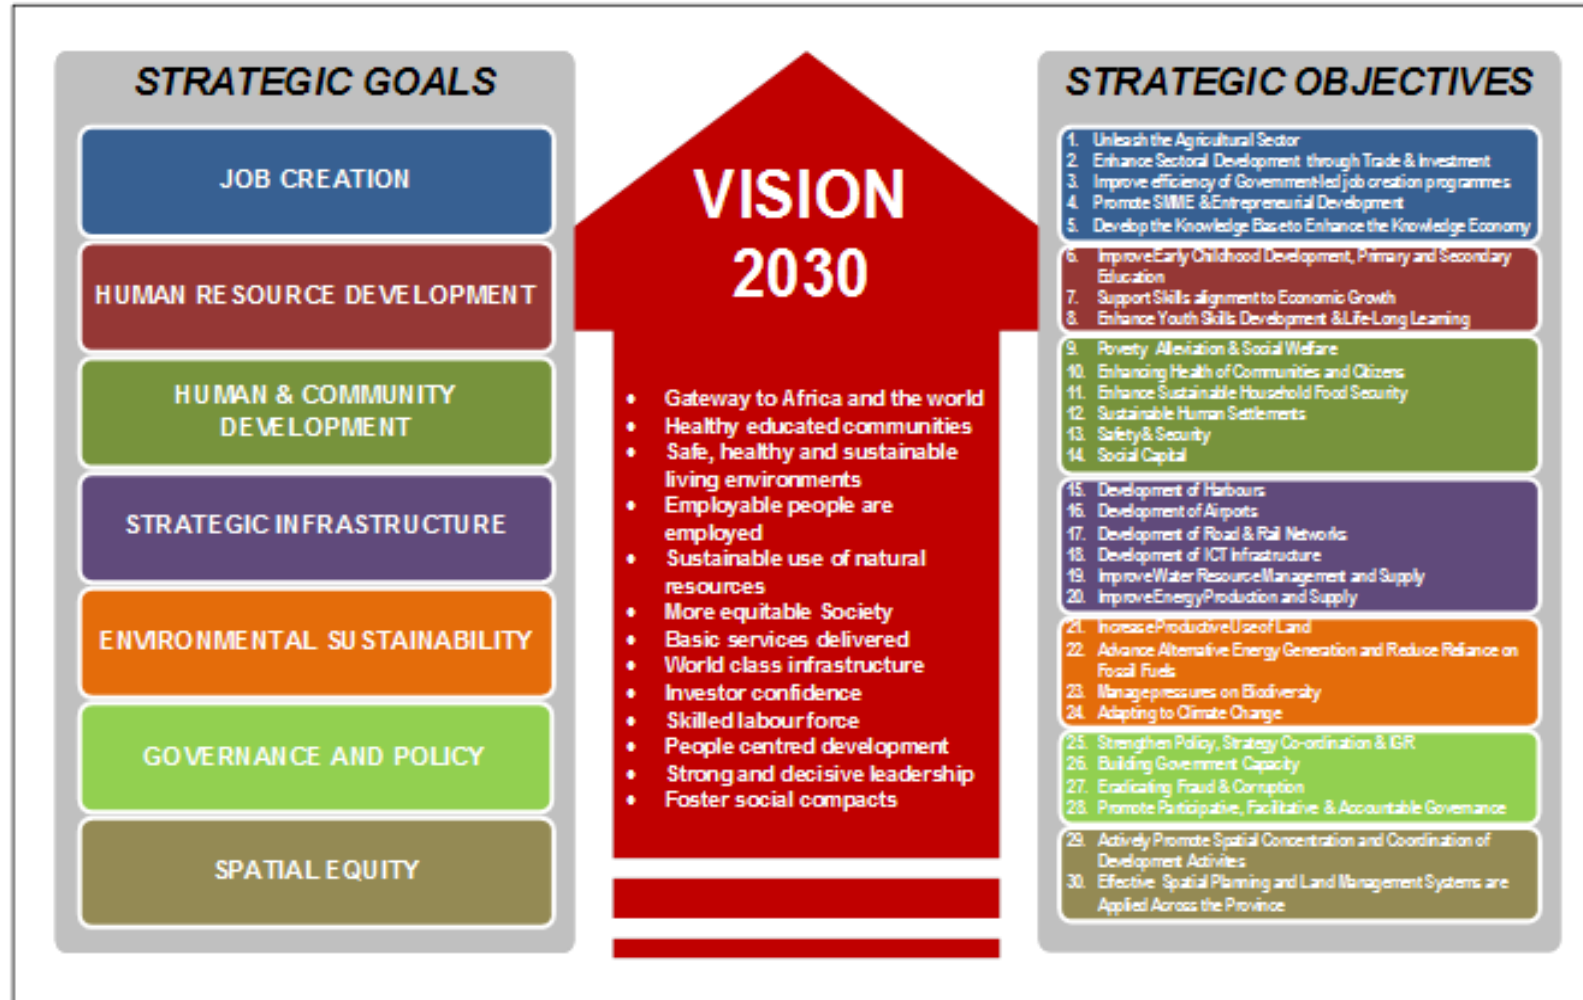 STRATEGIC GOALS
JOB CREATION
HUMAN RESOURCE DEVELOPMENT
HUMAN & COMMUNITY
DEVELOPMENT
STRATEGIC INFRASTRUCTURE
ENVIRONMENTAL SUSTAINABILITY
GOVERNANCE AND POLICY
SPATIAL EQUITY
VISION
2030
• Gateway to Africa and the world
• Healthy educated communities
• Safe, healthy and sustainable
living environments
• Employable people are
employed
• Sustainable use of natural
resources
• More equitable Society
• Basic services delivered
• World class infrastructure
• Investor confidence
• Skilled labour force
• People centred development
• Strong and decisive leadership
• Foster social compacts
STRATEGIC OBJECTIVES
1. Unleash the Agricultural Sector
2. Enhance Sectoral Development through Trade & Investment
3. Improve efficiency of Government-led job creation programmes
4. Promote SMME & Entrepreneurial Development
5. Develop the Knowledge Base to Enhance the Knowledge Economy
6. Improve Early Childhood Development, Primary and Secondary
Education
7. Support Skills alignment to Economic Growth
8. Enhance Youth Skills Development & Life-Long Learning
9. Poverty Alleviation & Social Welfare
10. Enhancing Health of Communities and Citizens
11. Enhance Sustainable Household Food Security
12. Sustainable Human Settlements
13. Safety & Security
14. Social Capital
15. Development of Harbours
16. Development of Airports
17. Development of Road & Rail Networks
18. Development of ICT Infrastructure
19. Improve Water Resource Management and Supply
20. Improve Energy Production and Supply
21. Increase Productive Use of Land
22. Advance Alternative Energy Generation and Reduce Reliance on
Fossil Fuels
23. Manage pressures on Biodiversity
24. Adapting to Climate Change
25. Strengthen Policy, Strategy Co-ordination & IGR
26. Building Government Capacity
27. Eradicating Fraud & Corruption
28. Promote Participative, Facilitative & Accountable Governance
29. Actively Promote Spatial Concentration and Coordination of
Development Activites
30. Effective Spatial Planning and Land Management Systems are
Applied Across the Province